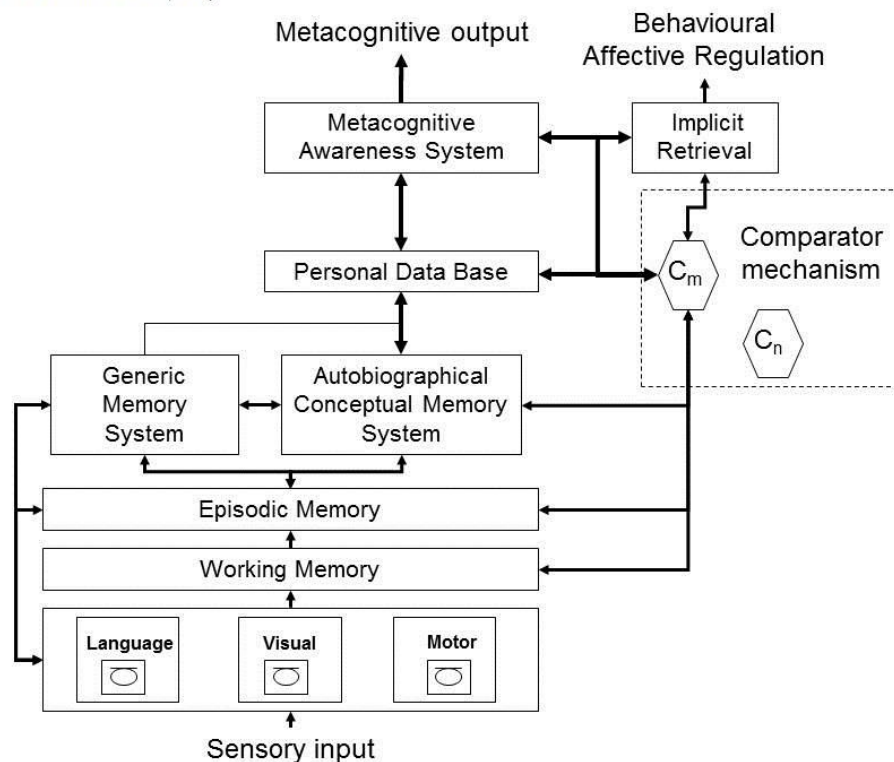 Metacognitive output
Behavioural
Affective Regulation
Metacognitive
Awareness System
Implicit
Retrieval
Comparator
mechanism
Personal Data Base
Cm
Cn
Generic
Memory
System
Autobiographical
Conceptual Memory
System
Episodic Memory
Working Memory
Language
Visual
Motor
Sensory input